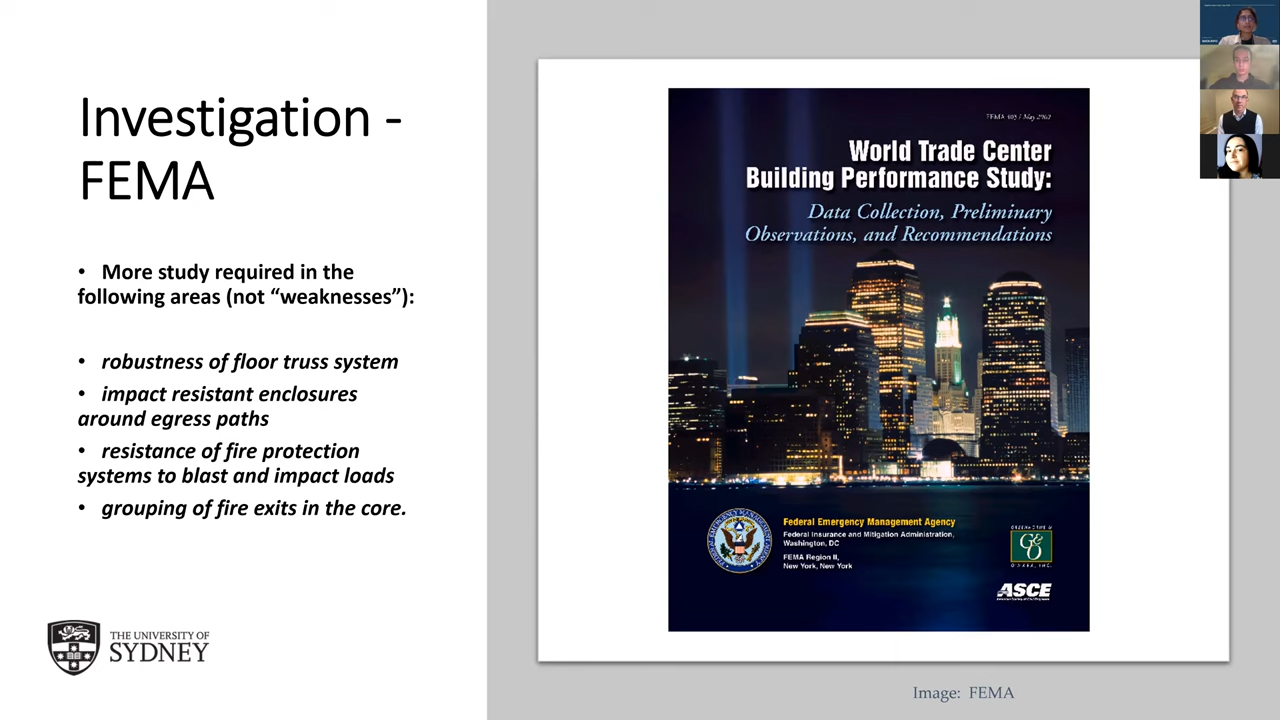 Investigation -
FEMA
• More study required in the
following areas (not “weaknesses”):
• robustness of floor truss system
• impact resistant enclosures
around egress paths
• resistance of fire protection
systems to blast and impact loads
• grouping of fire exits in the core.
THE UNIVERSITY OF
SYDNEY
FEMA 403 / May 2002
World Trade Center
Building Performance Study:
Data Collection, Preliminary
Observations, and Recommendations
Federal Emergency Management Agency
Federal Insurance and Mitigation Administration,
Washington, DC
FEMA Region II,
New York, New York
G&O
O'MARA, INC.
ASCE
Image: FEMA